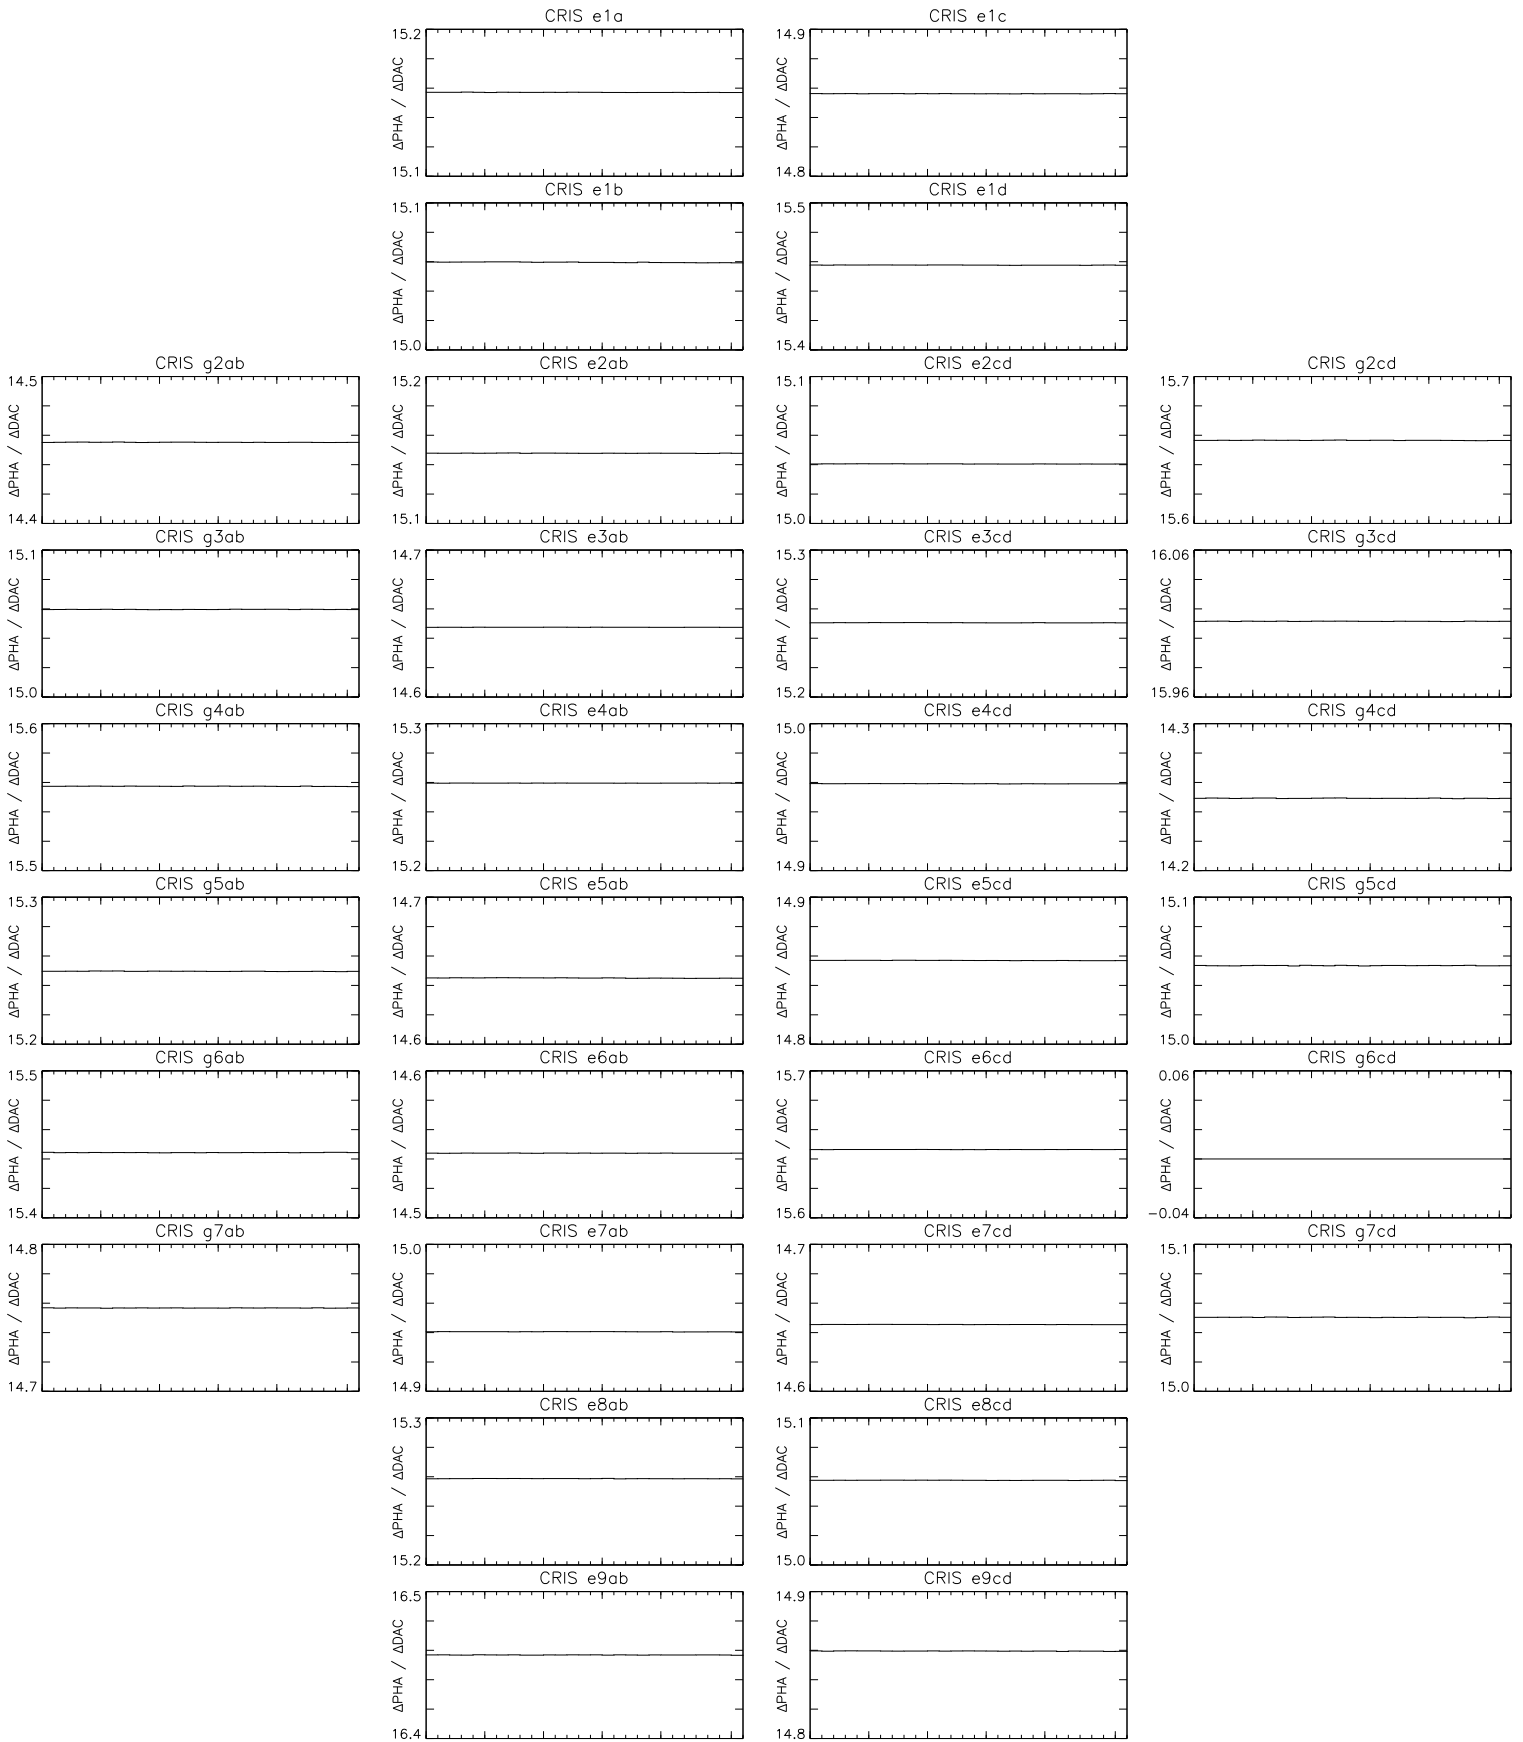 CRIS e1a
15.2
ΔPHA / ΔDAC
15.1
CRIS e1c
14.9
ΔPHA / ΔDAC
14.8
CRIS e1b
15.1
ΔPHA / ΔDAC
15.0
CRIS e1d
15.5
ΔPHA / ΔDAC
15.4
CRIS g2ab
14.5
ΔPHA / ΔDAC
14.4
CRIS e2ab
15.2
ΔPHA / ΔDAC
15.1
CRIS e2cd
15.1
ΔPHA / ΔDAC
15.0
CRIS g2cd
15.7
ΔPHA / ΔDAC
15.6
CRIS g3ab
15.1
ΔPHA / ΔDAC
15.0
CRIS e3ab
14.7
ΔPHA / ΔDAC
14.6
CRIS e3cd
15.3
ΔPHA / ΔDAC
15.2
CRIS g3cd
16.06
ΔPHA / ΔDAC
15.96
CRIS g4ab
15.6
ΔPHA / ΔDAC
15.5
CRIS e4ab
15.3
ΔPHA / ΔDAC
15.2
CRIS e4cd
15.0
ΔPHA / ΔDAC
14.9
CRIS g4cd
14.3
ΔPHA / ΔDAC
14.2
CRIS g5ab
15.3
ΔPHA / ΔDAC
15.2
CRIS e5ab
14.7
ΔPHA / ΔDAC
14.6
CRIS e5cd
14.9
ΔPHA / ΔDAC
14.8
CRIS g5cd
15.1
ΔPHA / ΔDAC
15.0
CRIS g6ab
15.5
ΔPHA / ΔDAC
15.4
CRIS e6ab
14.6
ΔPHA / ΔDAC
14.5
CRIS e6cd
15.7
ΔPHA / ΔDAC
15.6
CRIS g6cd
0.06
ΔPHA / ΔDAC
−0.04
CRIS g7ab
14.8
ΔPHA / ΔDAC
14.7
CRIS e7ab
15.0
ΔPHA / ΔDAC
14.9
CRIS e7cd
14.7
ΔPHA / ΔDAC
14.6
CRIS g7cd
15.1
ΔPHA / ΔDAC
15.0
CRIS e8ab
15.3
ΔPHA / ΔDAC
15.2
CRIS e8cd
15.1
ΔPHA / ΔDAC
15.0
CRIS e9ab
16.5
ΔPHA / ΔDAC
16.4
CRIS e9cd
14.9
ΔPHA / ΔDAC
14.8